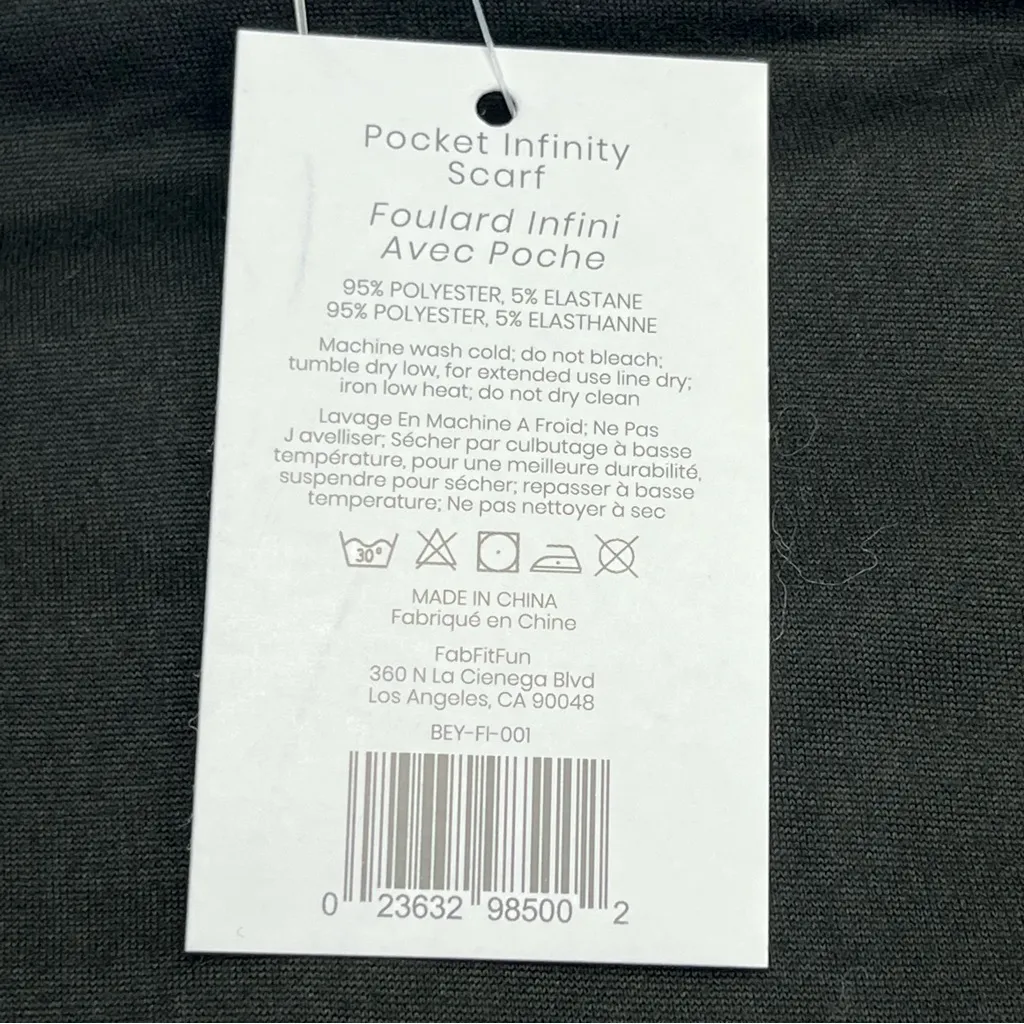 Pocket Infinity
Scarf
Foulard Infini
Avec Poche
95% POLYESTER, 5% ELASTANE
95% POLYESTER, 5% ELASTHANNE
Machine wash cold; do not bleach;
tumble dry low, for extended use line dry;
iron low heat; do not dry clean
Lavage En Machine A Froid; Ne Pas
J avelliser; Sécher par culbutage à basse
température, pour une meilleure durabilité,
suspendre pour sécher; repasser à basse
temperature; Ne pas nettoyer à sec
30°
MADE IN CHINA
Fabriqué en Chine
FabFitFun
360 N La Cienega Blvd
Los Angeles, CA 90048
BEY-FI-001
0 23632 98500 2